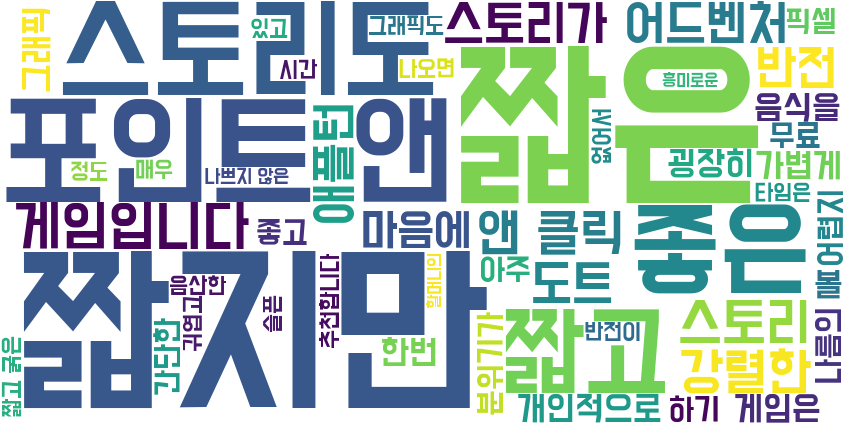 그래픽
스토리도
있고
시간
그래픽도
나오면
스토리가
어드벤처
픽셀
포인트 앤
짧은
흥미로운
반전
음식을
무료
없어서
굉장히
가볍게
타임은
정도
매우
나쁘지 않은
애플턴
게임입니다
좋고
마음에
앤 클릭
좋은
볼
어렵지
아주
도트
짧지만
음산한
귀엽고
슬픈
추천합니다
할머니의
간단한
한번
짧고 굵은
분위기가
짧고
반전이
스토리
강렬한
나름의
개인적으로
하기
게임은